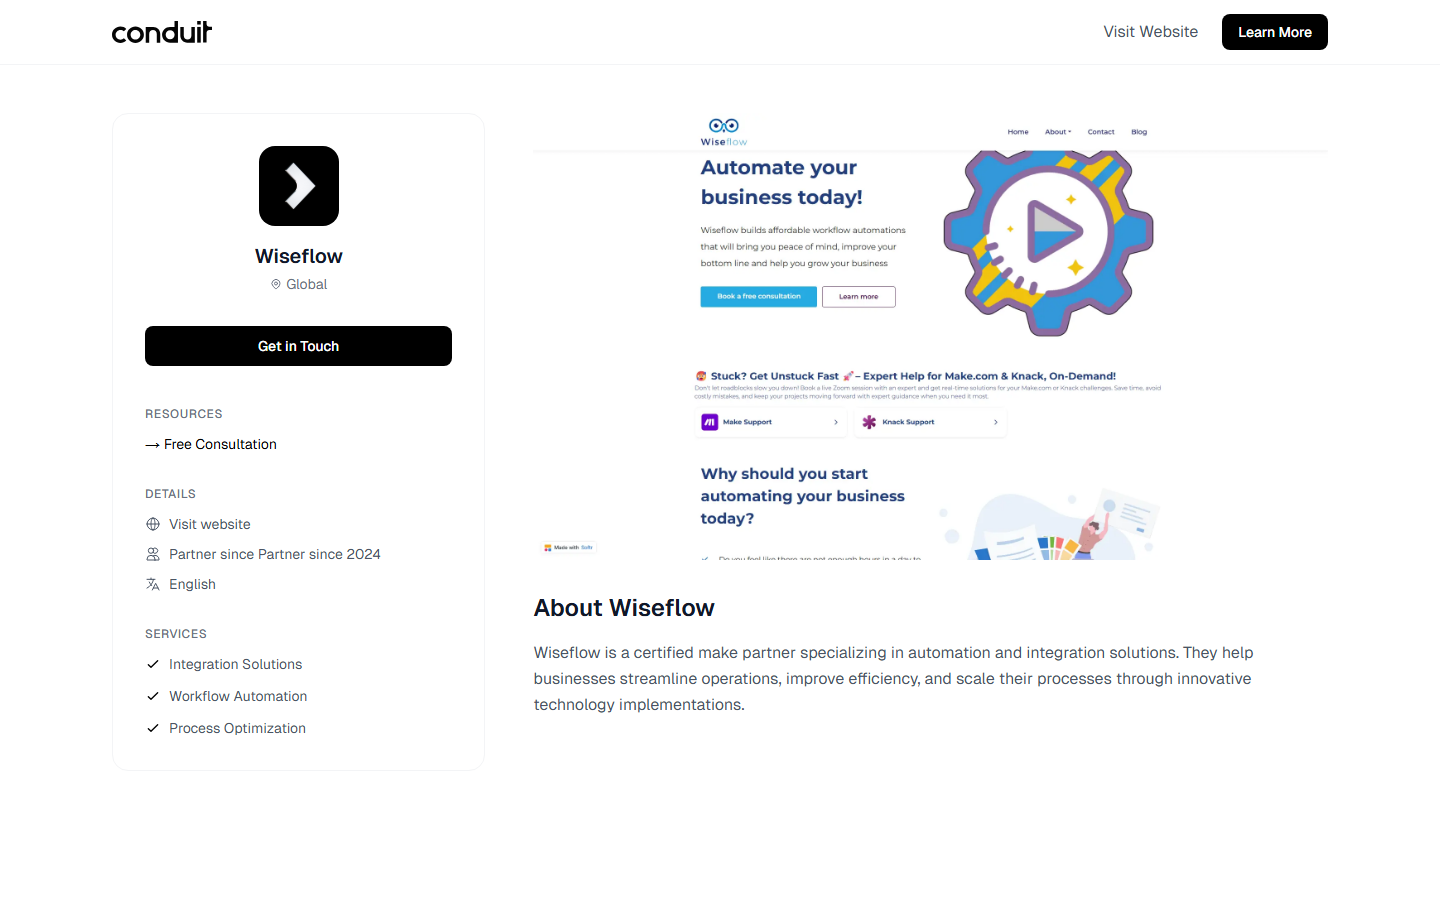 conduit
Visit Website
Learn More
Wiseflow
Global
Get in Touch
RESOURCES
→ Free Consultation
DETAILS
Visit website
Partner since Partner since 2024
English
SERVICES
Integration Solutions
Workflow Automation
Process Optimization
Wiseflow
Home
About
Contact
Blog
Automate your
business today!
Wiseflow builds affordable workflow automations
that will bring you peace of mind, improve your
bottom line and help you grow your business
Book a free consultation
Learn more
Stuck? Get Unstuck Fast 🚀 – Expert Help for Make.com & Knack, On-Demand!
Don't let roadblocks slow you down! Book a live Zoom session with an expert and get real-time solutions for your Make.com or Knack challenges. Save time, avoid
costly mistakes, and keep your projects moving forward with expert guidance when you need it most.
Make Support
Knack Support
Why should you start
automating your business
today?
Do you feel like there are not enough hours in a day to
Made with Softr
About Wiseflow
Wiseflow is a certified make partner specializing in automation and integration solutions. They help
businesses streamline operations, improve efficiency, and scale their processes through innovative
technology implementations.